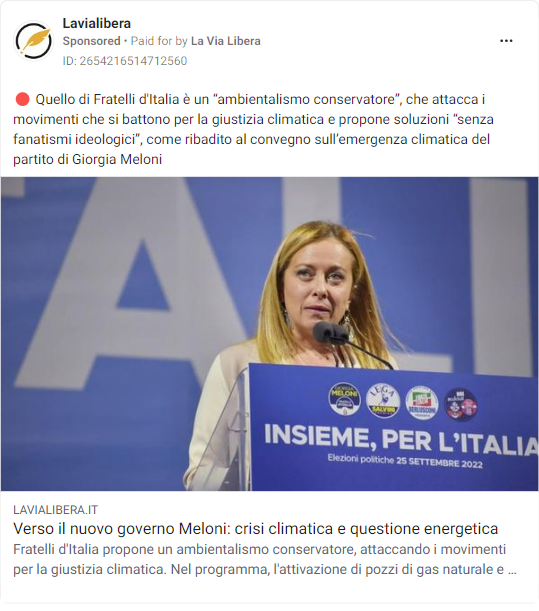 Lavialibera
Sponsored • Paid for by La Via Libera
ID: 2654216514712560
🔴 Quello di Fratelli d'Italia è un “ambientalismo conservatore”, che attacca i
movimenti che si battono per la giustizia climatica e propone soluzioni “senza
fanatismi ideologici”, come ribadito al convegno sull’emergenza climatica del
partito di Giorgia Meloni
ITALI
GIORGIA
MELONI
LEGA
SALVINI
FORZA
ITALIA
BERLUSCONI
INSIEME, PER L'ITALIA
Elezioni politiche 25 SETTEMBRE 2022
LAVIALIBERA.IT
Verso il nuovo governo Meloni: crisi climatica e questione energetica
Fratelli d'Italia propone un ambientalismo conservatore, attaccando i movimenti
per la giustizia climatica. Nel programma, l'attivazione di pozzi di gas naturale e ...